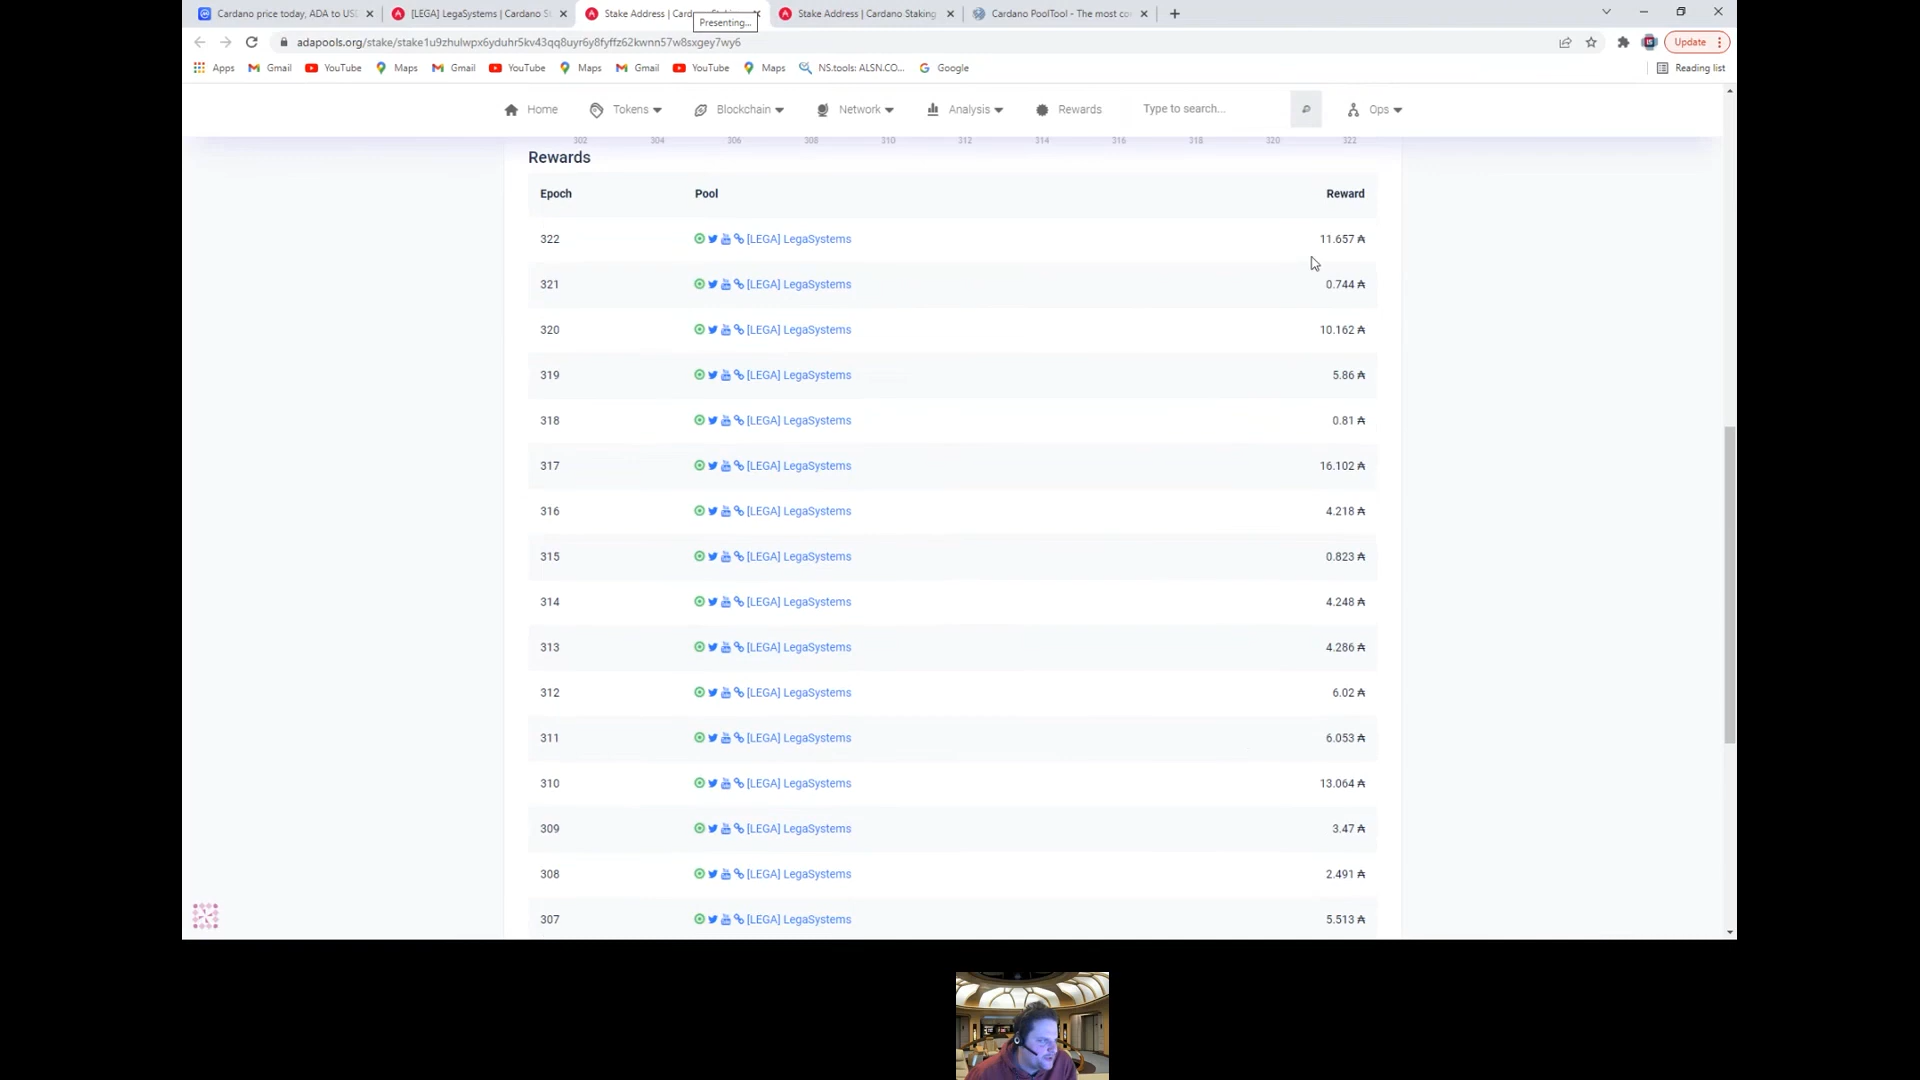 Cardano price today, ADA to USD
[LEGA] LegaSystems | Cardano St
Stake Address | Card
Stake Address | Cardano Staking
Cardano PoolTool - The most co
Presenting...
adapools.org/stake/stake1u9zhulwpx6yduhr5kv43qq8uyr6y8fyffz62kwnn57w8sxgey7wy6
Update
Apps Gmail YouTube Maps Gmail YouTube Maps Gmail YouTube Maps NS.tools: ALSN.CO... Google Reading list
Home Tokens Blockchain Network Analysis Rewards Type to search... Ops
302 304 306 308 310 312 314 316 318 320 322
Rewards
Epoch Pool Reward
322 [LEGA] LegaSystems 11.657 ₳
321 [LEGA] LegaSystems 0.744 ₳
320 [LEGA] LegaSystems 10.162 ₳
319 [LEGA] LegaSystems 5.86 ₳
318 [LEGA] LegaSystems 0.81 ₳
317 [LEGA] LegaSystems 16.102 ₳
316 [LEGA] LegaSystems 4.218 ₳
315 [LEGA] LegaSystems 0.823 ₳
314 [LEGA] LegaSystems 4.248 ₳
313 [LEGA] LegaSystems 4.286 ₳
312 [LEGA] LegaSystems 6.02 ₳
311 [LEGA] LegaSystems 6.053 ₳
310 [LEGA] LegaSystems 13.064 ₳
309 [LEGA] LegaSystems 3.47 ₳
308 [LEGA] LegaSystems 2.491 ₳
307 [LEGA] LegaSystems 5.513 ₳